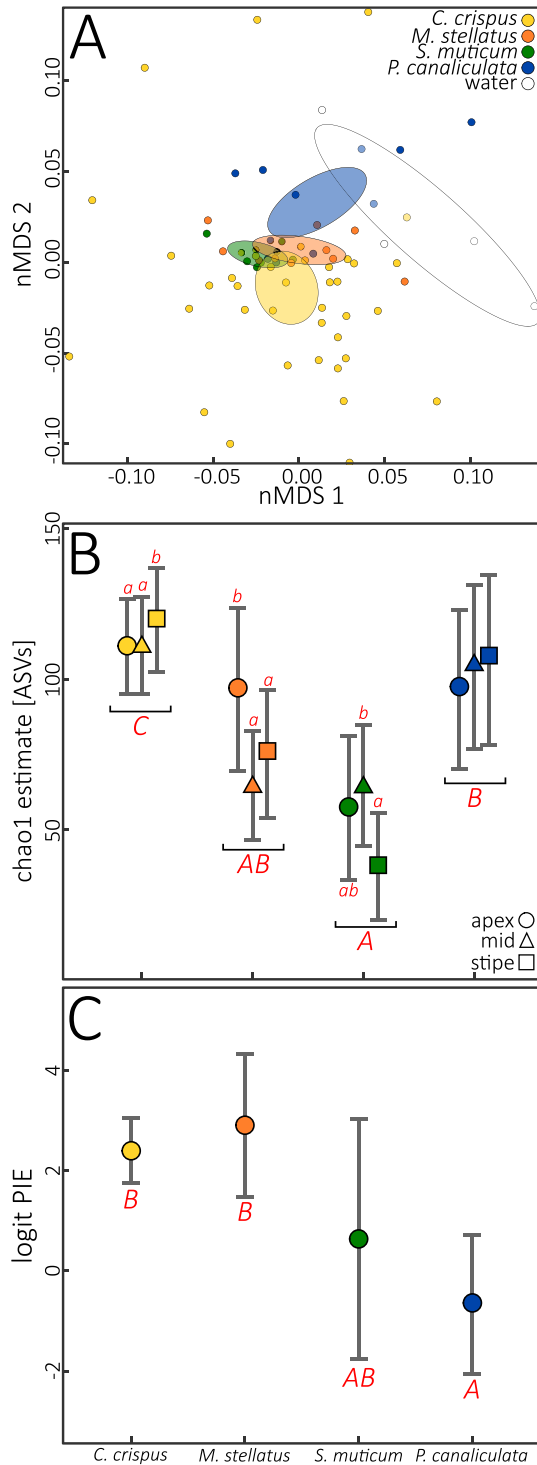 A
C. crispus
M. stellatus
S. muticum
P. canaliculata
water
0.10
0.05
0.00
-0.05
-0.10
nMDS 2
-0.10 -0.05 0.00 0.05 0.10
nMDS 1
B
150
100
50
chao1 estimate [ASVs]
a a b
C
b a a
AB
b a
ab
A
B
apex
mid
stipe
C
4
2
0
-2
logit PIE
B B AB A
C. crispus M. stellatus S. muticum P. canaliculata